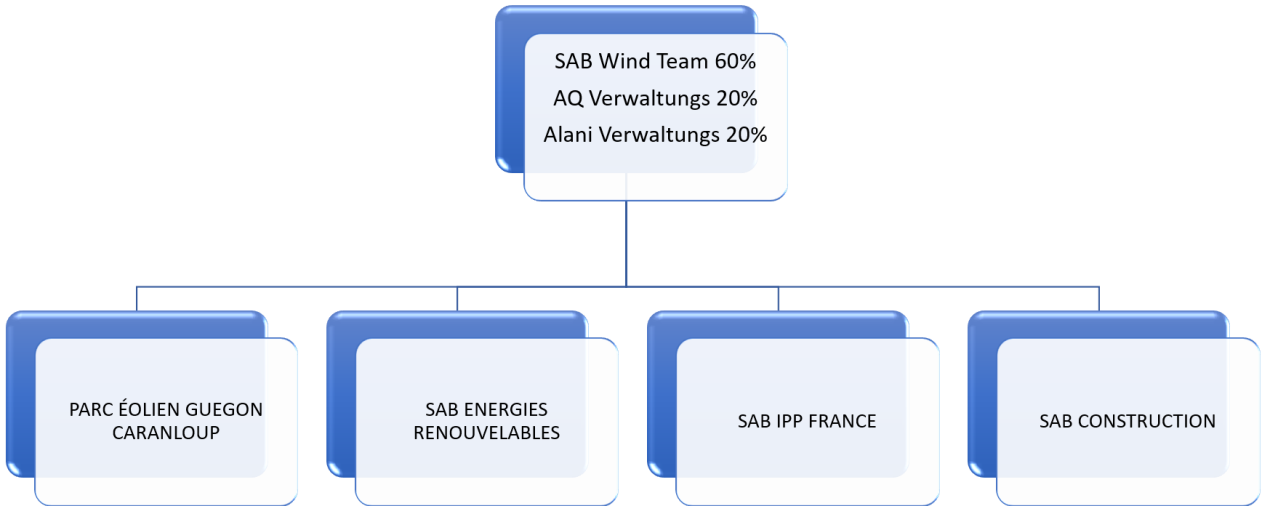 SAB Wind Team 60%
AQ Verwaltungs 20%
Alani Verwaltungs 20%
PARC ÉOLIEN GUEGON
CARANLOUP
SAB ENERGIES
RENOUVELABLES
SAB IPP FRANCE
SAB CONSTRUCTION